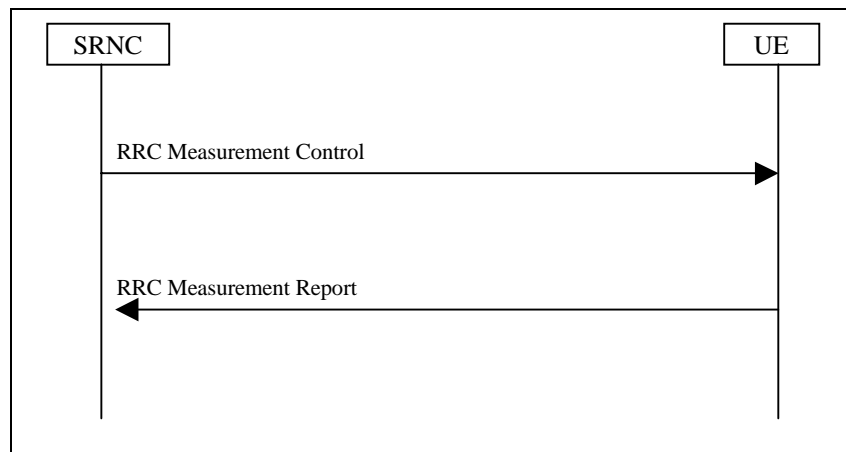 SRNC
UE
RRC Measurement Control
RRC Measurement Report